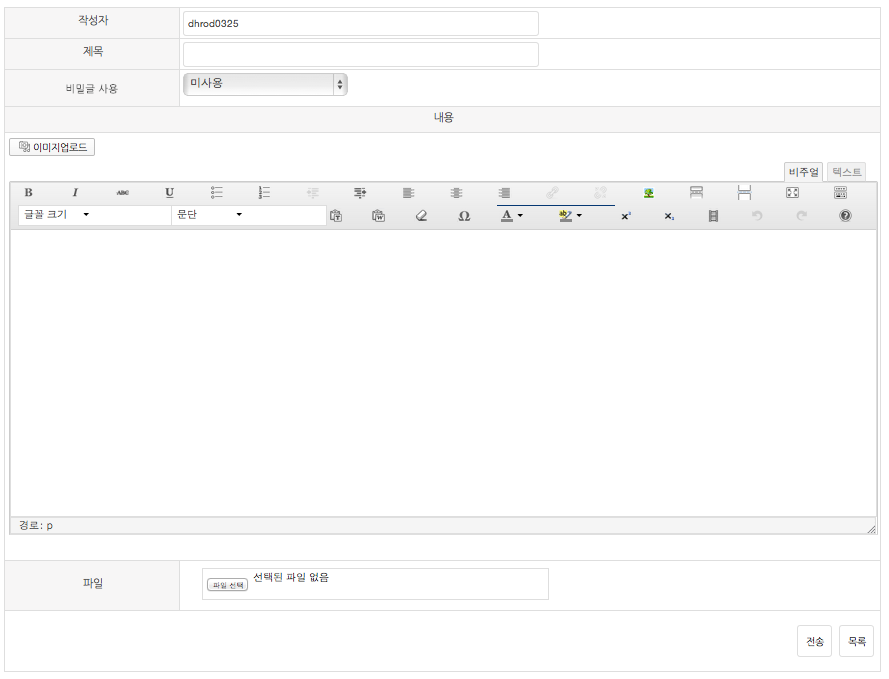 작성자
dhrod0325
제목
비밀글 사용
미사용
내용
이미지업로드
비주얼 텍스트
B I ABC U
글꼴 크기 문단 Ω A ab x² x₂
경로: p
파일
파일 선택 선택된 파일 없음
전송 목록